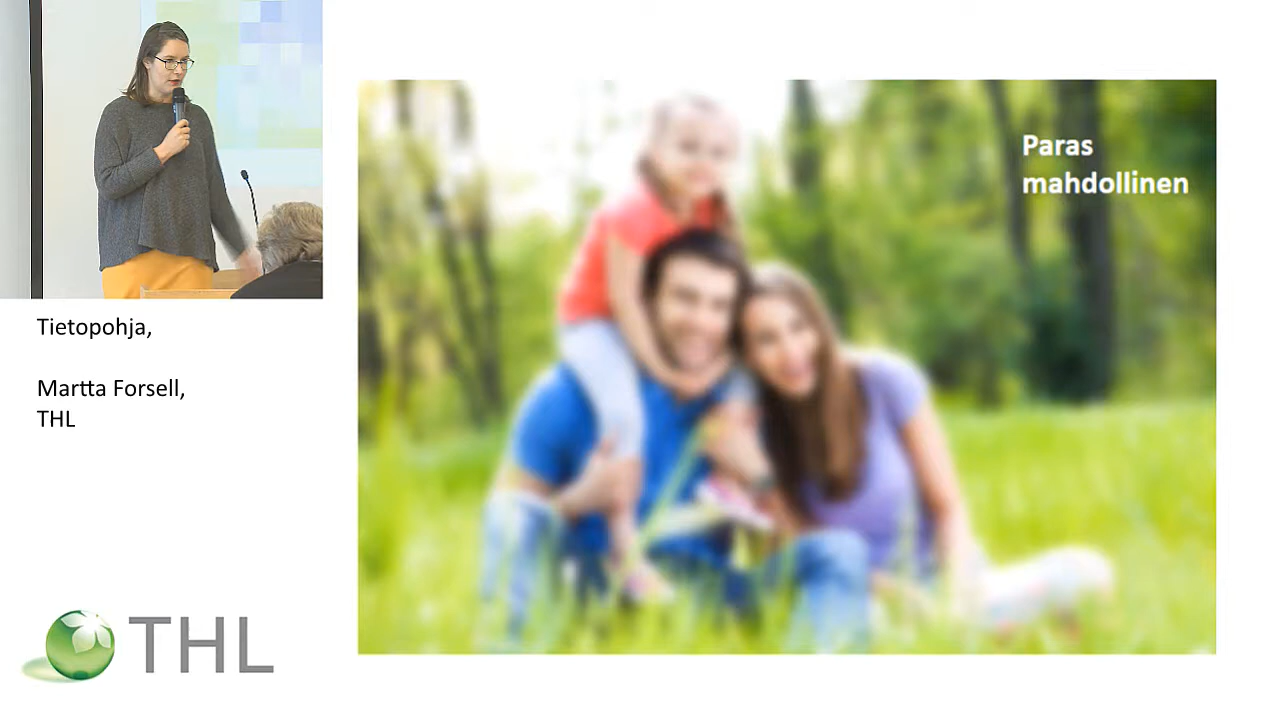 Tietopohja,
Martta Forsell,
THL
THL
Paras
mahdollinen